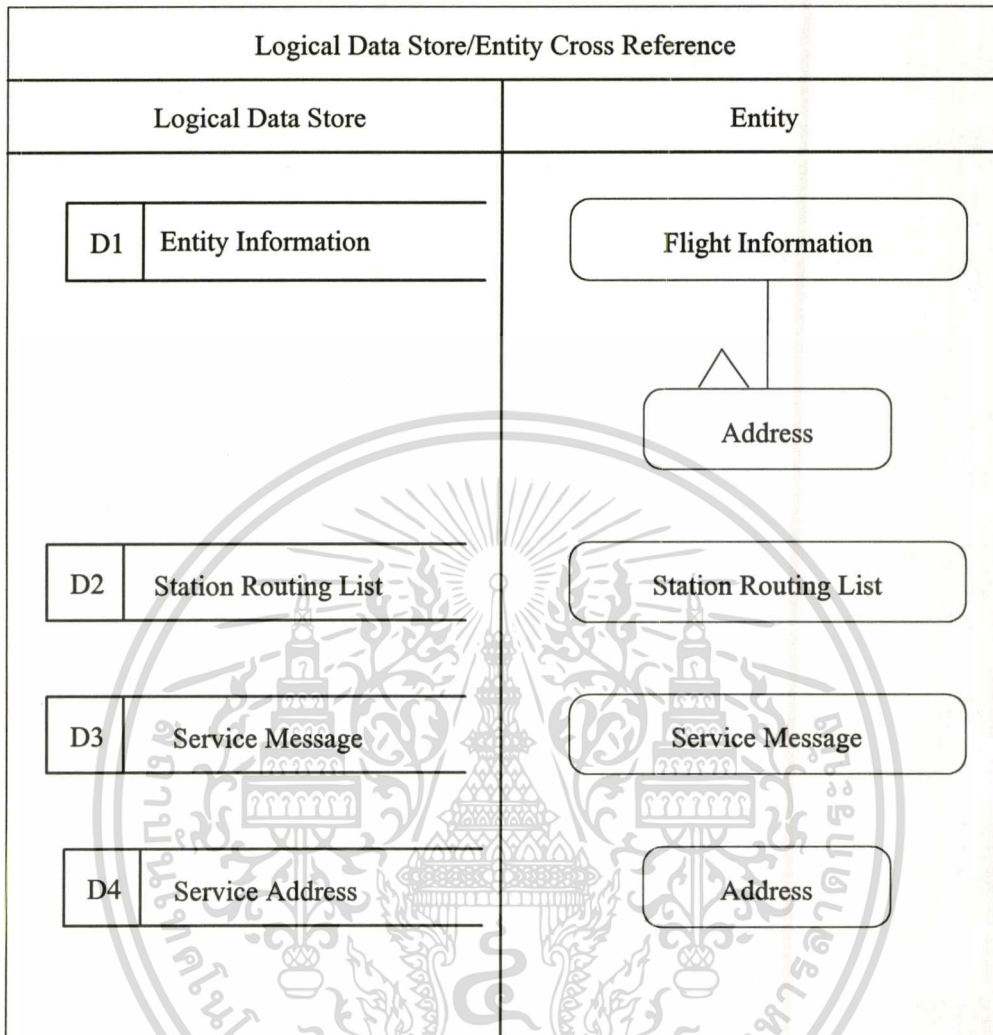 Logical Data Store/Entity Cross Reference
Logical Data Store
Entity
D1 Entity Information
Flight Information
Address
D2 Station Routing List
Station Routing List
D3 Service Message
Service Message
D4 Service Address
Address